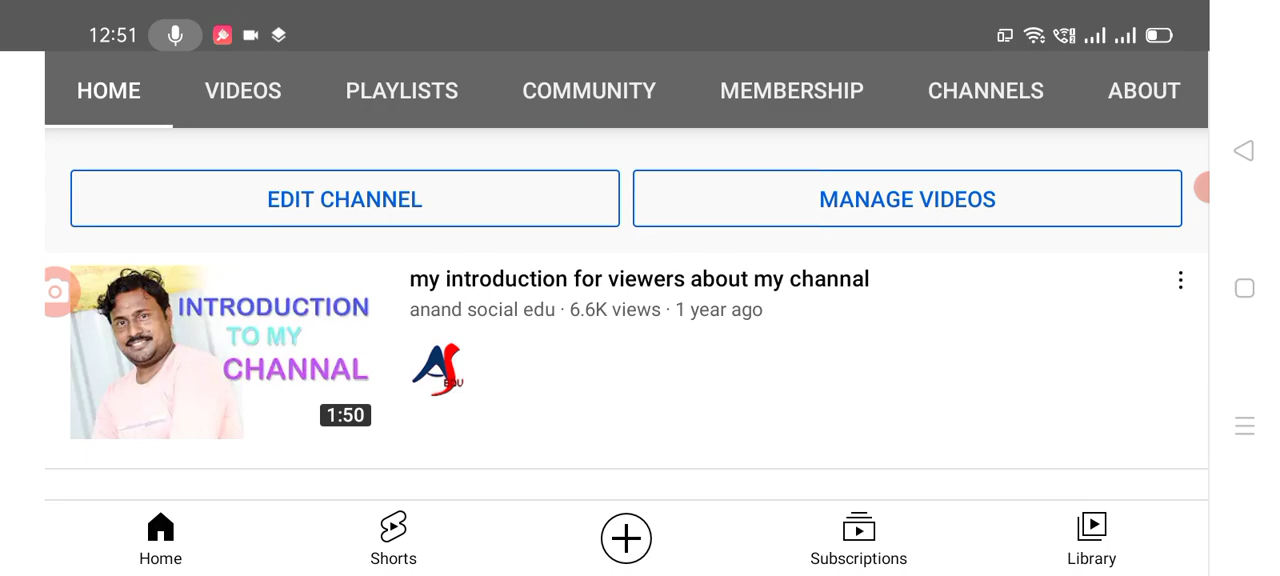 12:51
HOME VIDEOS PLAYLISTS COMMUNITY MEMBERSHIP CHANNELS ABOUT
EDIT CHANNEL MANAGE VIDEOS
INTRODUCTION
TO MY
CHANNAL
1:50
my introduction for viewers about my channal
anand social edu · 6.6K views · 1 year ago
AS
EDU
Home Shorts Subscriptions Library